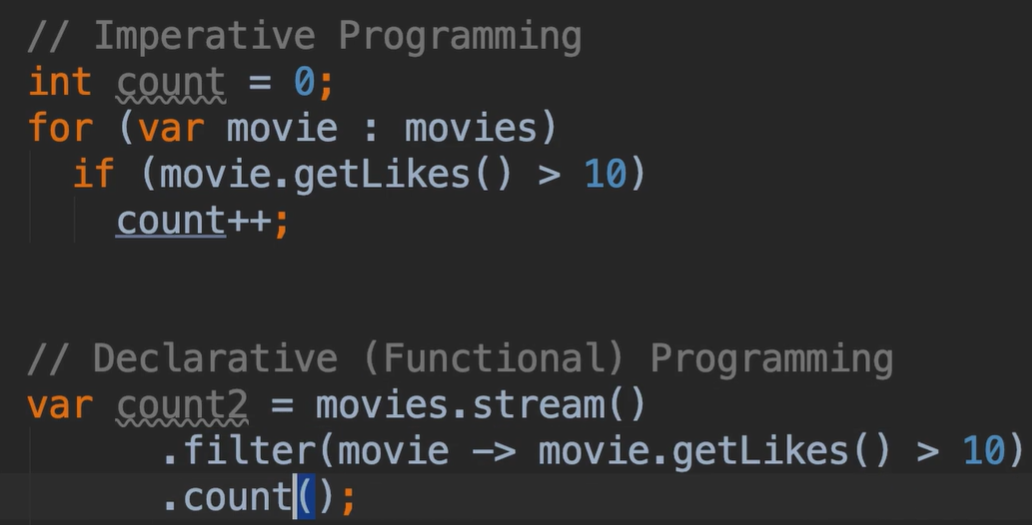 // Imperative Programming
int count = 0;
for (var movie : movies)
  if (movie.getLikes() > 10)
    count++;
// Declarative (Functional) Programming
var count2 = movies.stream()
      .filter(movie -> movie.getLikes() > 10)
      .count();